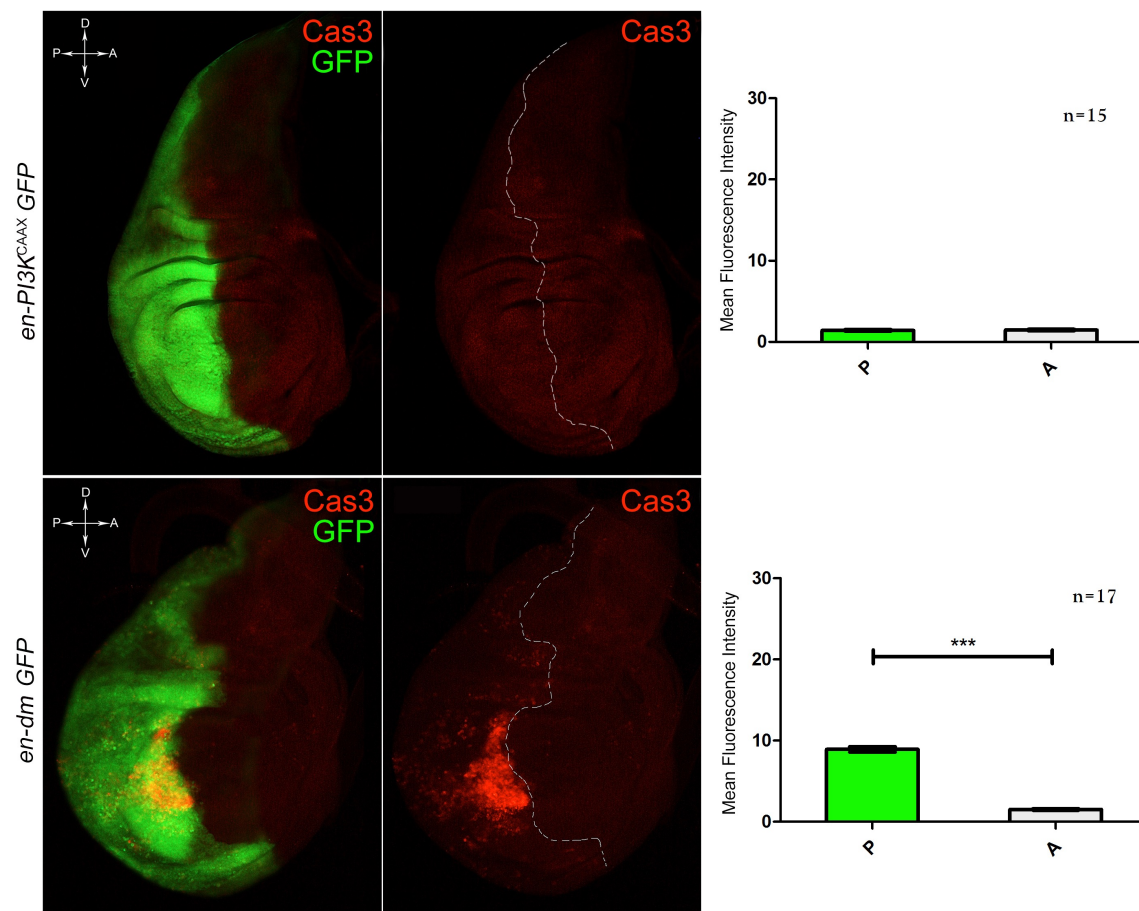 D
P A
V
Cas3
GFP
Cas3
en-PI3K^CAAX GFP
Mean Fluorescence Intensity
30
20
10
0
n=15
P
A
D
P A
V
Cas3
GFP
Cas3
en-dm GFP
Mean Fluorescence Intensity
30
20
10
0
n=17
***
P
A